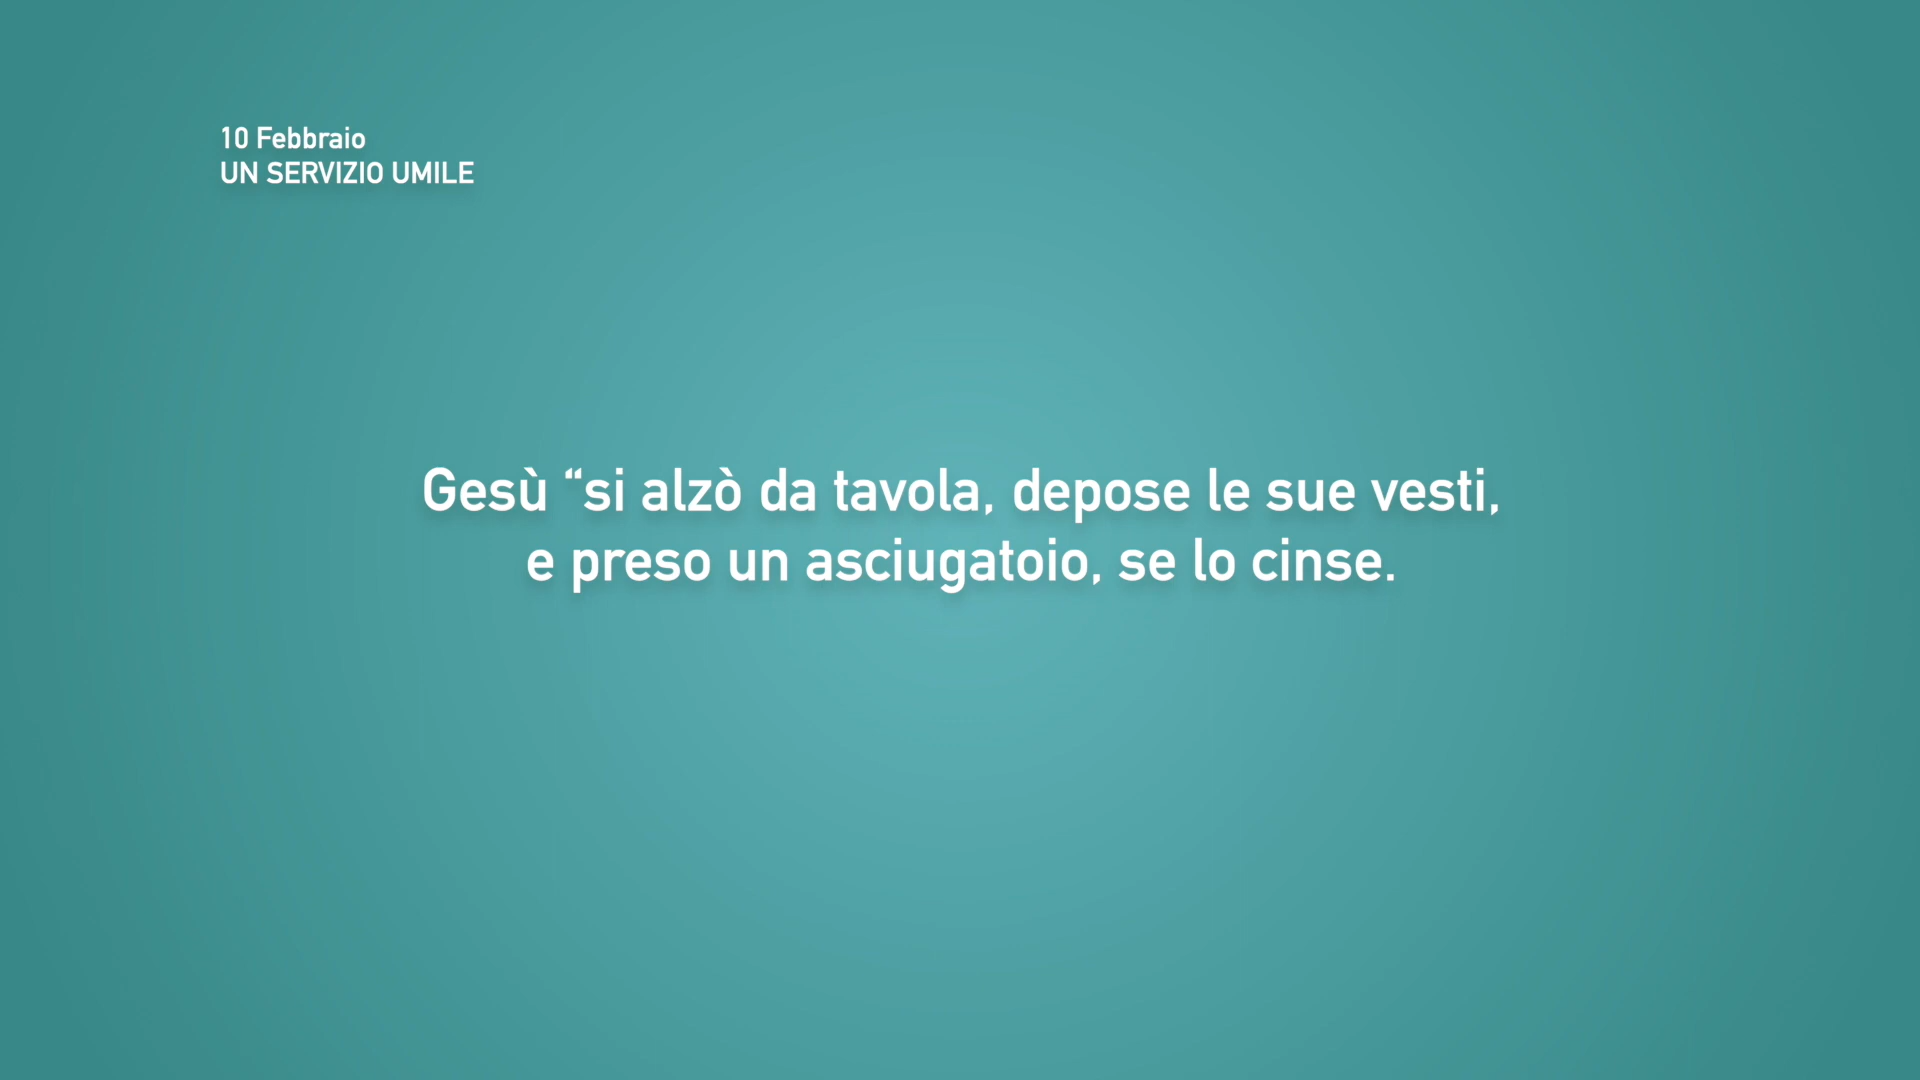 10 Febbraio
UN SERVIZIO UMILE
Gesù “si alzò da tavola, depose le sue vesti,
e preso un asciugatoio, se lo cinse.